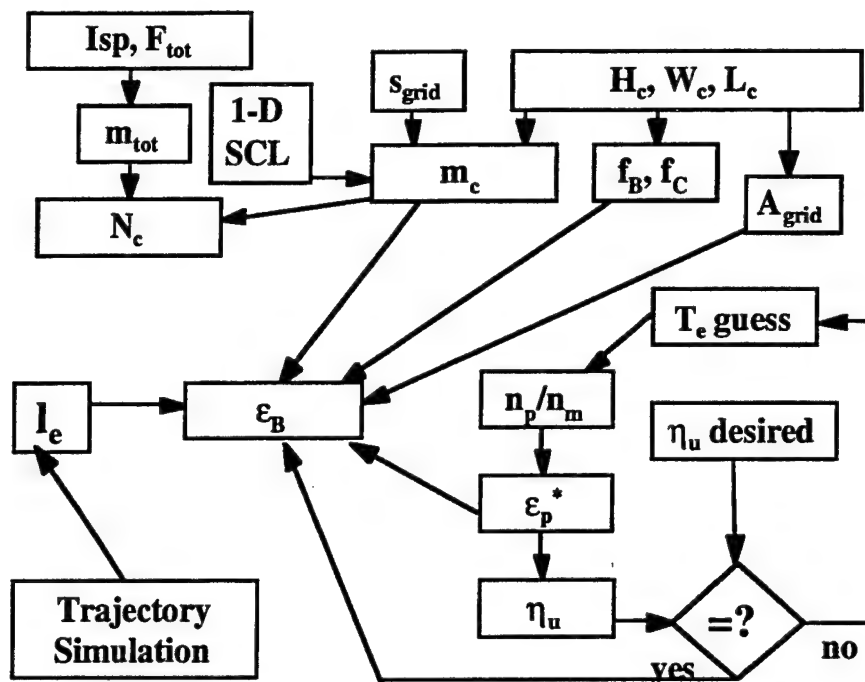 Isp, F_tot
s_grid
H_c, W_c, L_c
1-D
SCL
m_tot
m_c
f_B, f_C
A_grid
N_c
T_e guess
l_e
ε_B
n_p/n_m
η_u desired
ε_p*
Trajectory
Simulation
η_u
=?
no
yes